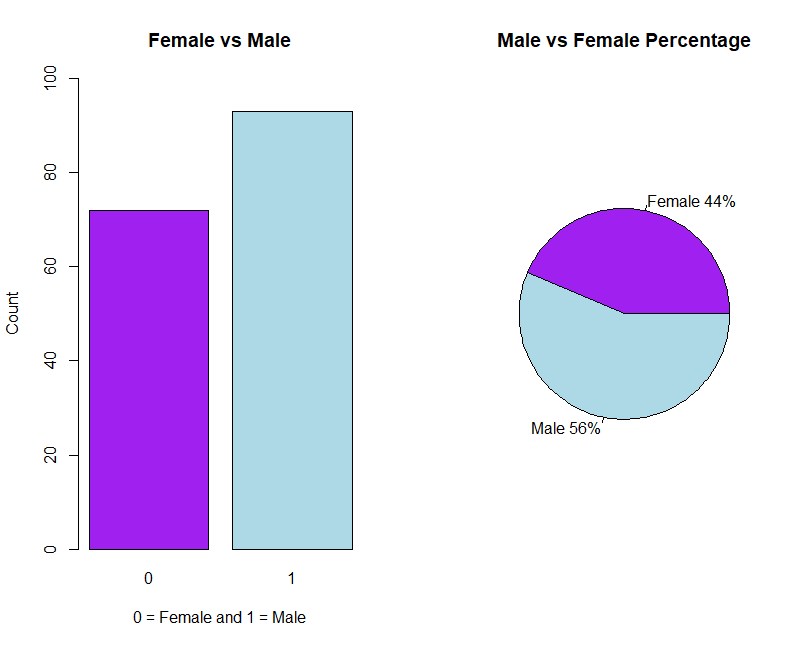 Female vs Male
Count
100
80
60
40
20
0
0 1
0 = Female and 1 = Male
Male vs Female Percentage
Female 44%
Male 56%